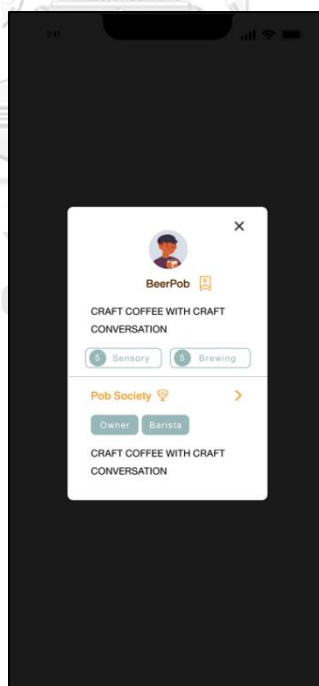 9:41
BeerPob
CRAFT COFFEE WITH CRAFT
CONVERSATION
5 Sensory 5 Brewing
Pob Society
Owner Barista
CRAFT COFFEE WITH CRAFT
CONVERSATION